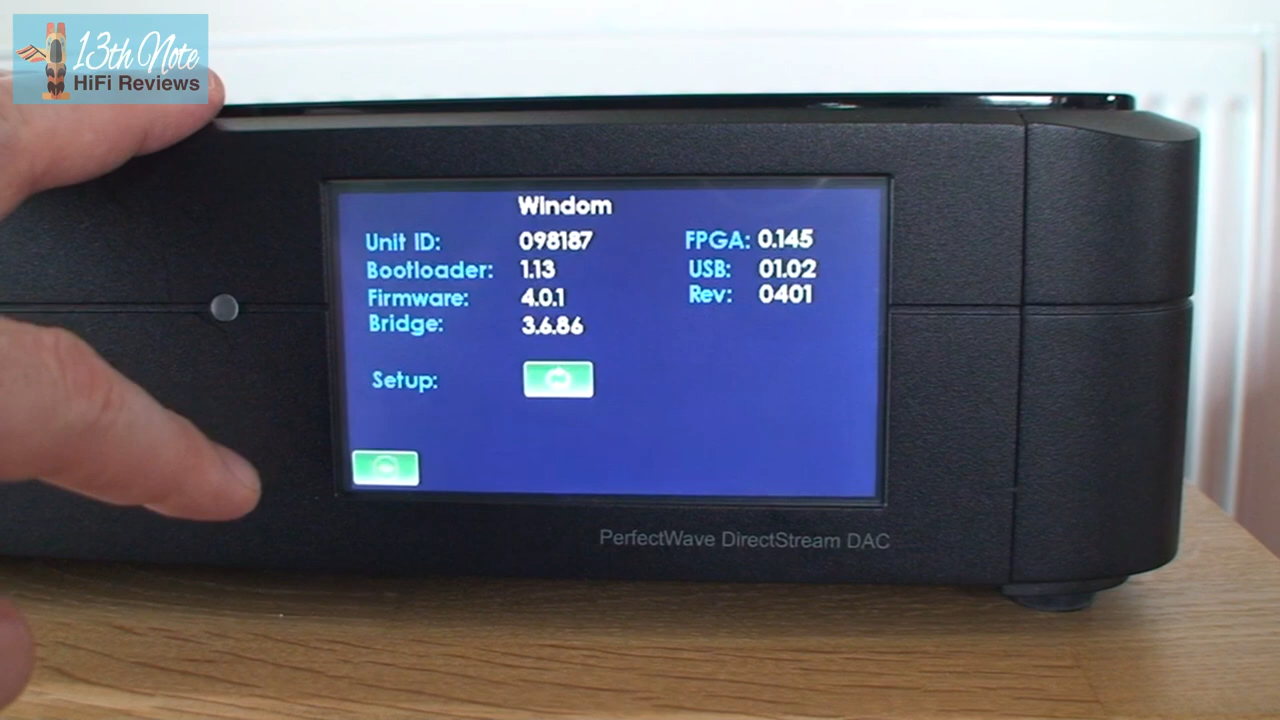 13th Note
HiFi Reviews
Windom
Unit ID: 098187 FPGA: 0.145
Bootloader: 1.13 USB: 01.02
Firmware: 4.0.1 Rev: 0401
Bridge: 3.6.86
Setup:
PerfectWave DirectStream DAC